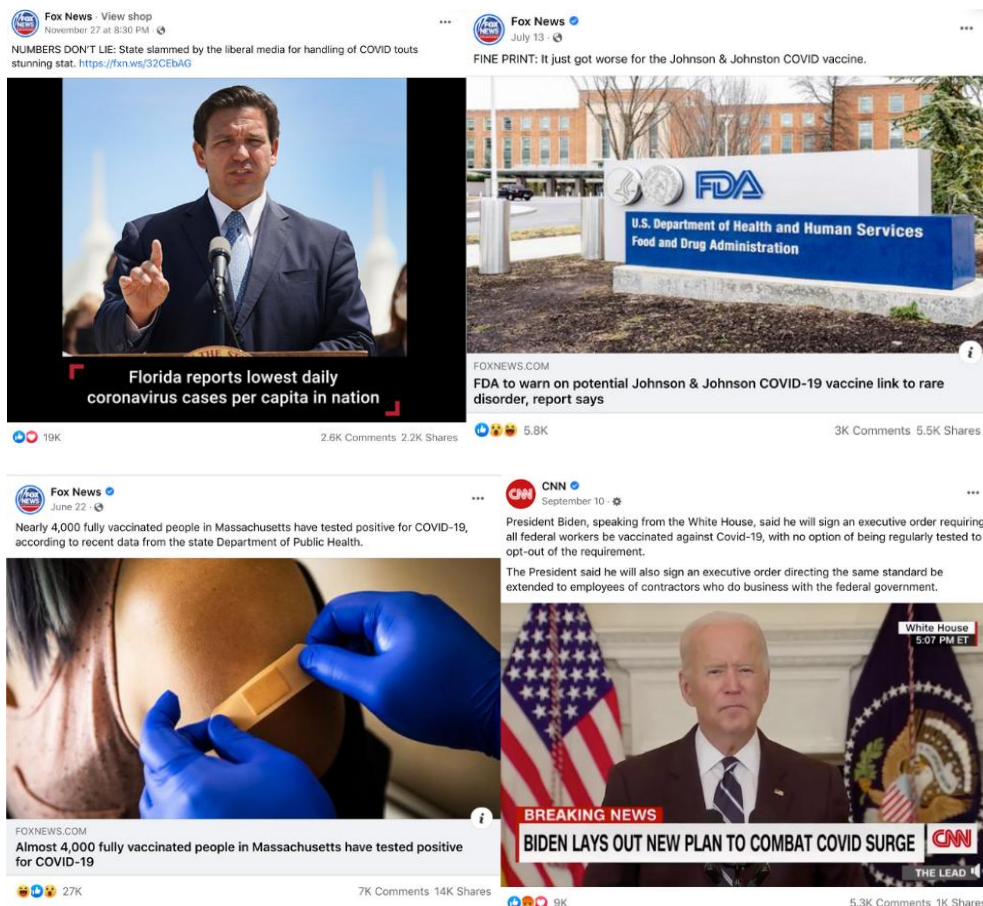 Fox News · View shop
November 27 at 8:30 PM ·
NUMBERS DON'T LIE: State slammed by the liberal media for handling of COVID touts
stunning stat. https://fxn.ws/32CEbAG
Florida reports lowest daily
coronavirus cases per capita in nation
19K
2.6K Comments 2.2K Shares
Fox News
July 13 ·
FINE PRINT: It just got worse for the Johnson & Johnston COVID vaccine.
FDA
U.S. Department of Health and Human Services
Food and Drug Administration
FOXNEWS.COM
FDA to warn on potential Johnson & Johnson COVID-19 vaccine link to rare
disorder, report says
5.8K
3K Comments 5.5K Shares
Fox News
June 22 ·
Nearly 4,000 fully vaccinated people in Massachusetts have tested positive for COVID-19,
according to recent data from the state Department of Public Health.
FOXNEWS.COM
Almost 4,000 fully vaccinated people in Massachusetts have tested positive
for COVID-19
27K
7K Comments 14K Shares
CNN
CNN
September 10 ·
President Biden, speaking from the White House, said he will sign an executive order requiring
all federal workers be vaccinated against Covid-19, with no option of being regularly tested to
opt-out of the requirement.
The President said he will also sign an executive order directing the same standard be
extended to employees of contractors who do business with the federal government.
White House
5:07 PM ET
BREAKING NEWS
BIDEN LAYS OUT NEW PLAN TO COMBAT COVID SURGE
CNN
THE LEAD
9K
5.3K Comments 1K Shares